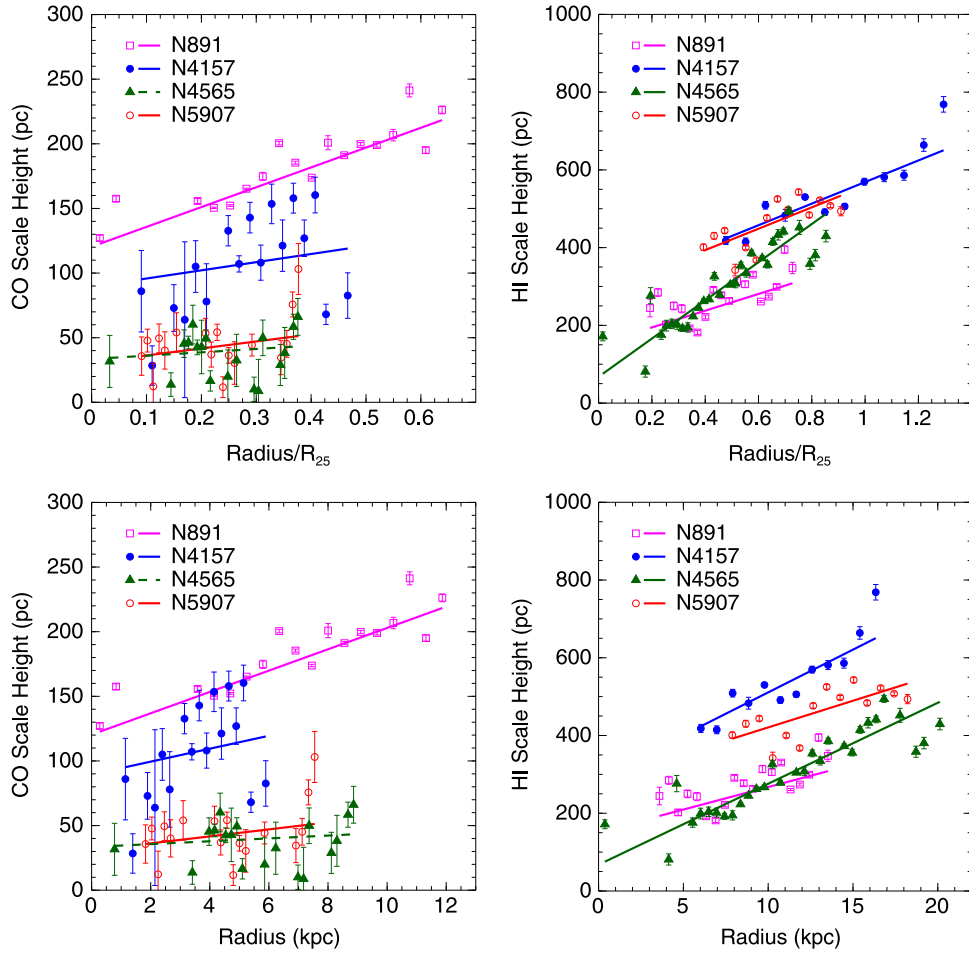 300
250
200
150
100
50
0
CO Scale Height (pc)
N891
N4157
N4565
N5907
0 0.1 0.2 0.3 0.4 0.5 0.6
Radius/R25
1000
800
600
400
200
0
HI Scale Height (pc)
N891
N4157
N4565
N5907
0 0.2 0.4 0.6 0.8 1 1.2
Radius/R25
300
250
200
150
100
50
0
CO Scale Height (pc)
N891
N4157
N4565
N5907
0 2 4 6 8 10 12
Radius (kpc)
1000
800
600
400
200
0
HI Scale Height (pc)
N891
N4157
N4565
N5907
0 5 10 15 20
Radius (kpc)